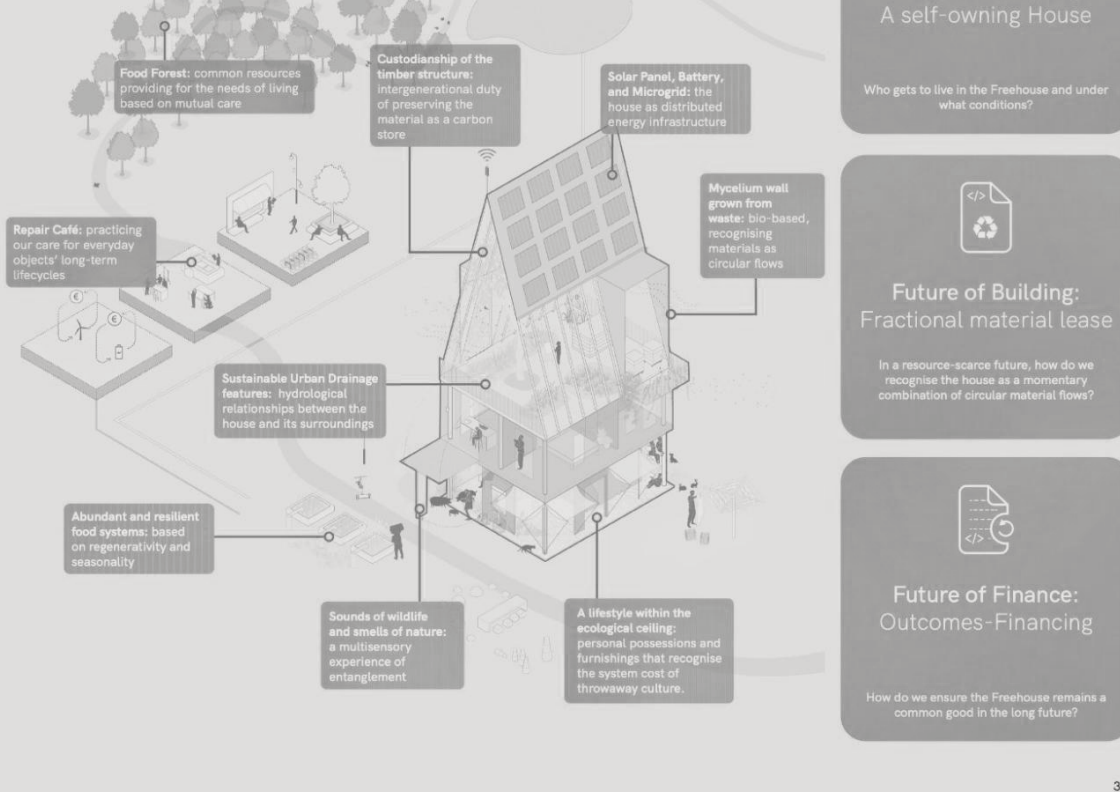 Food Forest: common resources
providing for the needs of living
based on mutual care
Custodianship of the
timber structure:
intergenerational duty
of preserving the
material as a carbon
store
Solar Panel, Battery,
and Microgrid: the
house as distributed
energy infrastructure
Mycelium wall
grown from
waste: bio-based,
recognising
materials as
circular flows
Repair Café: practicing
our care for everyday
objects' long-term
lifecycles
€
€
Sustainable Urban Drainage
features: hydrological
relationships between the
house and its surroundings
Abundant and resilient
food systems: based
on regenerativity and
seasonality
Sounds of wildlife
and smells of nature:
a multisensory
experience of
entanglement
A lifestyle within the
ecological ceiling:
personal possessions and
furnishings that recognise
the system cost of
throwaway culture.
A self-owning House
Who gets to live in the Freehouse and under
what conditions?
</>
Future of Building:
Fractional material lease
In a resource-scarce future, how do we
recognise the house as a momentary
combination of circular material flows?
</>
Future of Finance:
Outcomes-Financing
How do we ensure the Freehouse remains a
common good in the long future?
3